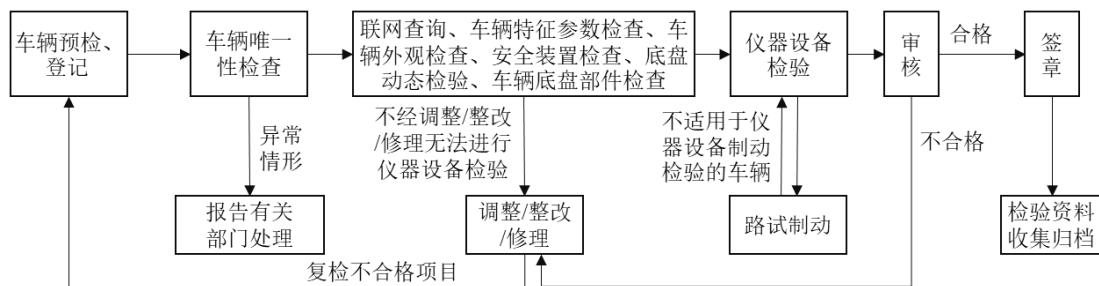 车辆预检、
登记
车辆唯一
性检查
联网查询、车辆特征参数检查、车
辆外观检查、安全装置检查、底盘
动态检验、车辆底盘部件检查
仪器设备
检验
审
核
合格
签
章
异常
情形
不经调整/整改
/修理无法进行
仪器设备检验
不适用于仪
器设备制动
检验的车辆
不合格
报告有关
部门处理
调整/整改
/修理
路试制动
检验资料
收集归档
复检不合格项目